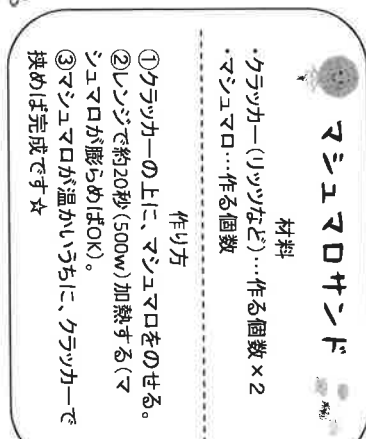 マシュマロサンド
材料
・クラッカー(リッツなど)…作る個数×2
・マシュマロ…作る個数
作り方
①クラッカーの上に、マシュマロをのせる。
②レンジで約20秒(500w)加熱する(マ
シュマロが膨らめばOK)。
③マシュマロが温かいうちに、クラッカーで
挟めば完成です☆